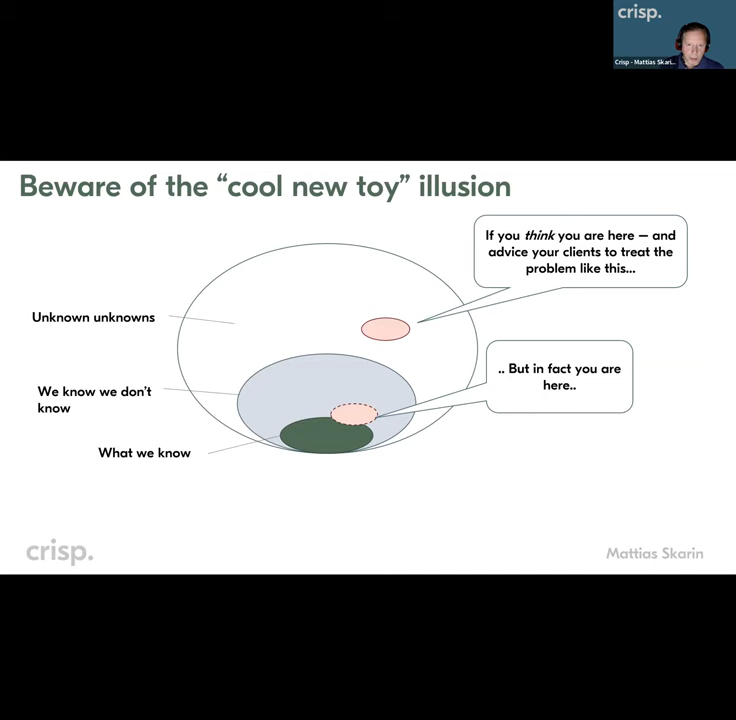 crisp.
Crisp - Mattias Skari...
Beware of the “cool new toy” illusion
If you think you are here – and
advice your clients to treat the
problem like this...
Unknown unknowns
.. But in fact you are
here..
We know we don’t
know
What we know
crisp.
Mattias Skarin